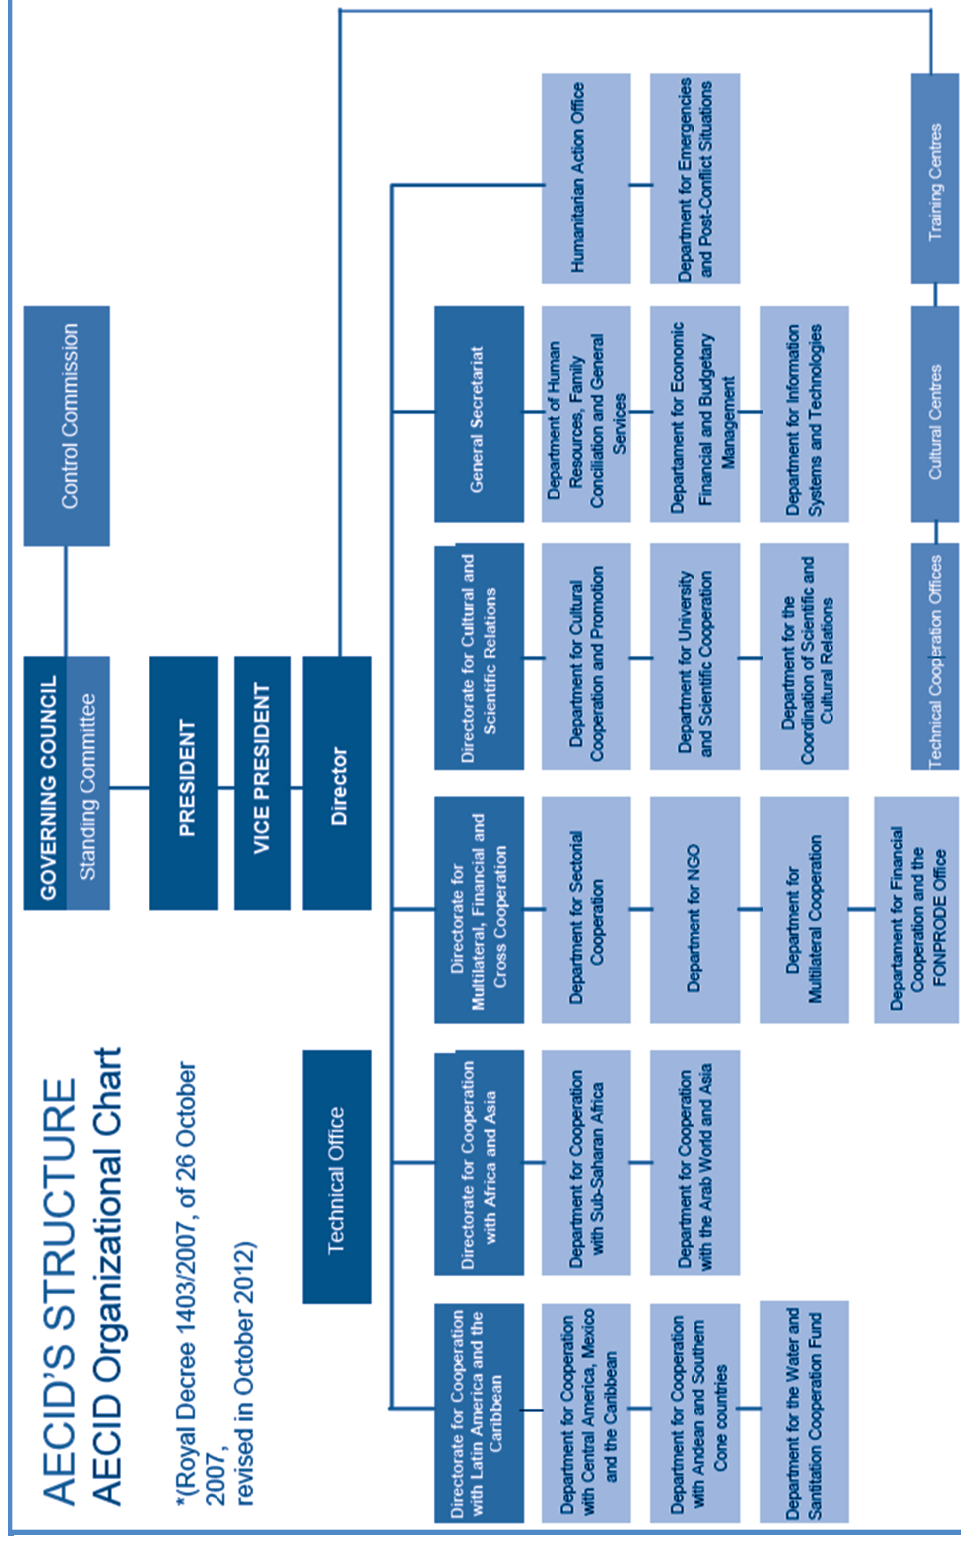 AECID'S STRUCTURE
AECID Organizational Chart
*(Royal Decree 1403/2007, of 26 October
2007,
revised in October 2012)
GOVERNING COUNCIL
Standing Committee
Control Commission
PRESIDENT
VICE PRESIDENT
Technical Office
Director
Directorate for Cooperation
with Latin America and the
Caribbean
Department for Cooperation
with Central America, Mexico
and the Caribbean
Department for Cooperation
with Andean and Southern
Cone countries
Department for the Water and
Santitation Cooperation Fund
Directorate for Cooperation
with Africa and Asia
Department for Cooperation
with Sub-Saharan Africa
Department for Cooperation
with the Arab World and Asia
Directorate for
Multilateral, Financial and
Cross Cooperation
Department for Sectorial
Cooperation
Department for NGO
Department for
Multilateral Cooperation
Departament for Financial
Cooperation and the
FONPRODE Office
Directorate for Cultural and
Scientific Relations
Department for Cultural
Cooperation and Promotion
Department for University
and Scientific Cooperation
Department for the
Coordination of Scientific and
Cultural Relations
General Secretariat
Department of Human
Resources, Family
Conciliation and General
Services
Departament for Economic
Financial and Budgetary
Management
Department for Information
Systems and Technologies
Humanitarian Action Office
Department for Emergencies
and Post-Conflict Situations
Technical Cooperation Offices
Cultural Centres
Training Centres